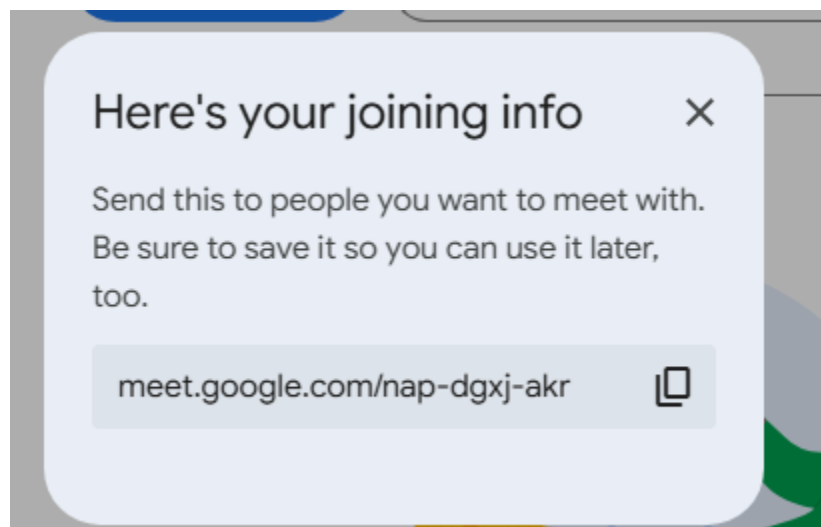 Here's your joining info
Send this to people you want to meet with.
Be sure to save it so you can use it later,
too.
meet.google.com/nap-dgxj-akr